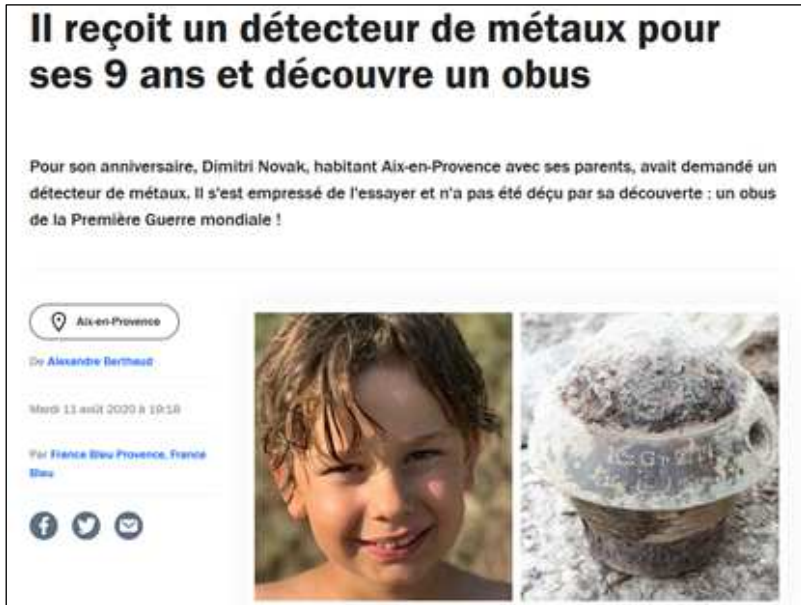 Il reçoit un détecteur de métaux pour
ses 9 ans et découvre un obus
Pour son anniversaire, Dimitri Novak, habitant Aix-en-Provence avec ses parents, avait demandé un
détecteur de métaux. Il s'est empressé de l'essayer et n'a pas été déçu par sa découverte : un obus
de la Première Guerre mondiale !
Aix-en-Provence
De Alexandre Berthaud
Mardi 11 août 2020 à 19:18
Par France Bleu Provence, France
Bleu